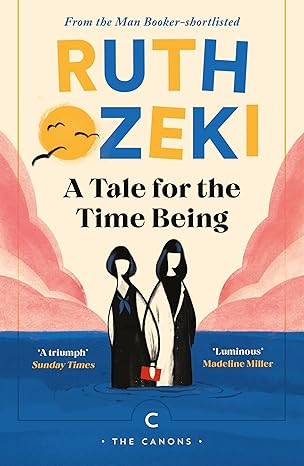 From the Man Booker-shortlisted
RUTH
OZEKI
A Tale for the
Time Being
‘A triumph’
Sunday Times
‘Luminous’
Madeline Miller
C
• THE CANONS •